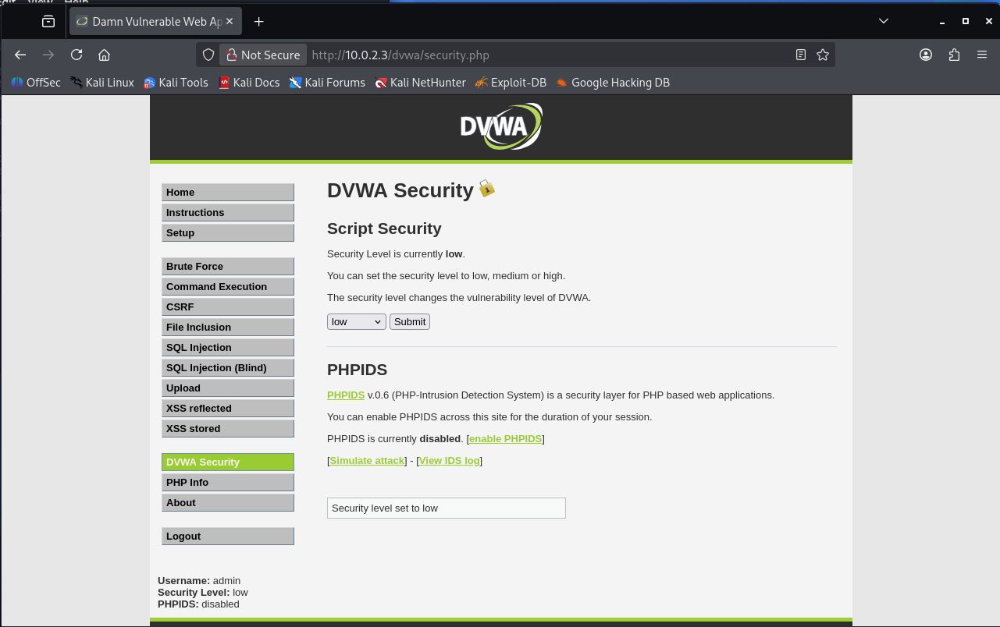 Edit View Help
Damn Vulnerable Web Ap
Not Secure http://10.0.2.3/dvwa/security.php
OffSec Kali Linux Kali Tools Kali Docs Kali Forums Kali NetHunter Exploit-DB Google Hacking DB
DVWA
Home
Instructions
Setup
Brute Force
Command Execution
CSRF
File Inclusion
SQL Injection
SQL Injection (Blind)
Upload
XSS reflected
XSS stored
DVWA Security
PHP Info
About
Logout
DVWA Security
Script Security
Security Level is currently low.
You can set the security level to low, medium or high.
The security level changes the vulnerability level of DVWA.
low Submit
PHPIDS
PHPIDS v.0.6 (PHP-Intrusion Detection System) is a security layer for PHP based web applications.
You can enable PHPIDS across this site for the duration of your session.
PHPIDS is currently disabled. [enable PHPIDS]
[Simulate attack] - [View IDS log]
Security level set to low
Username: admin
Security Level: low
PHPIDS: disabled